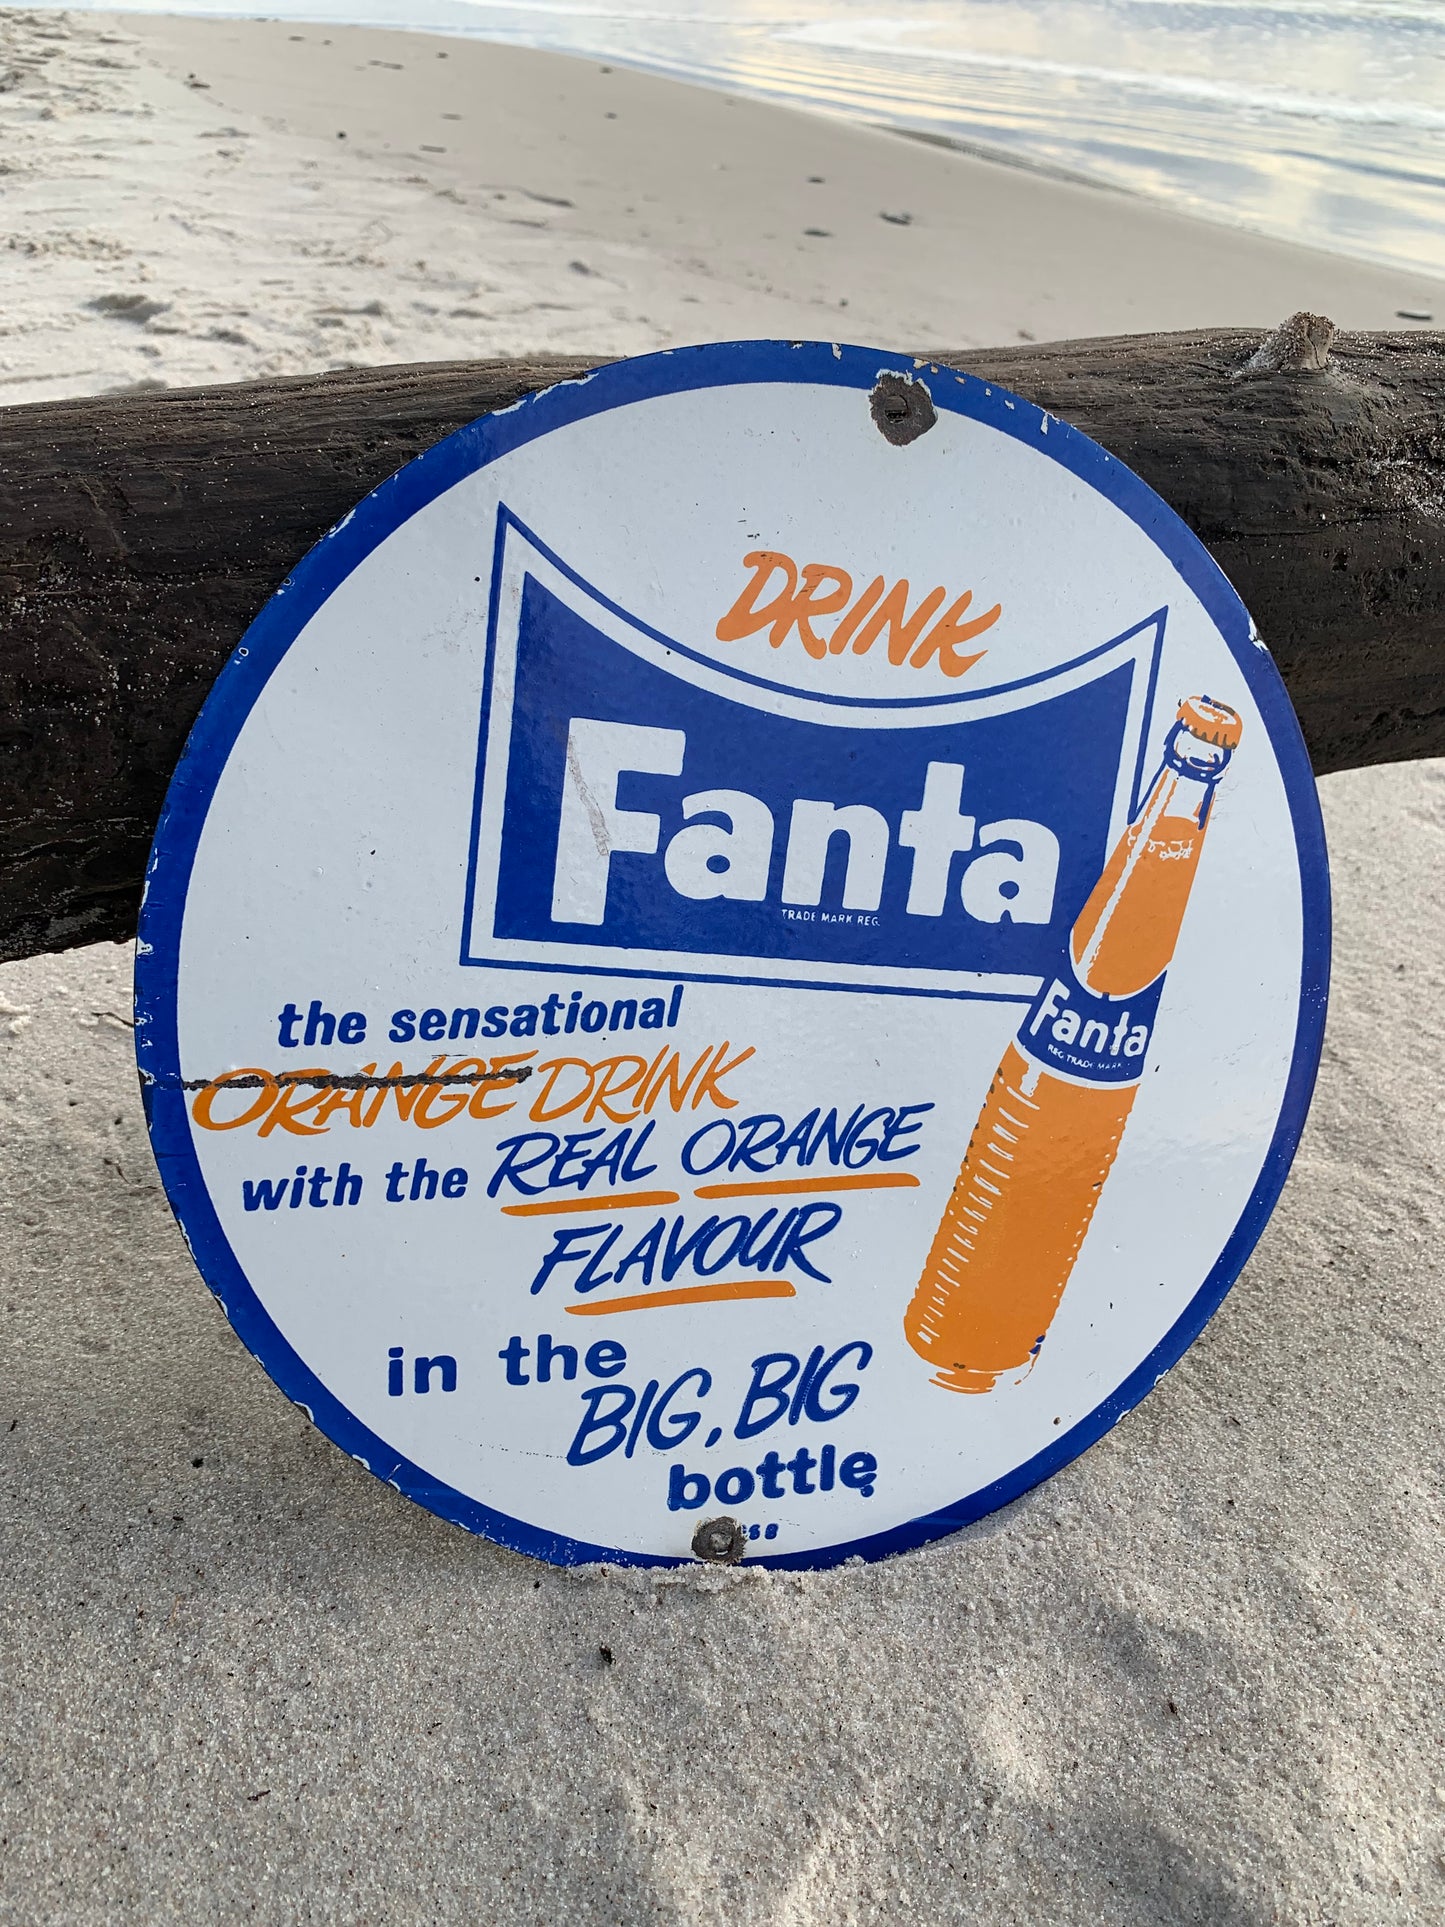 DRINK
Fanta
TRADE MARK REG.
Fanta
REG TRADE MARK
the sensational
ORANGE DRINK
with the REAL ORANGE
FLAVOUR
in the
BIG, BIG
bottle